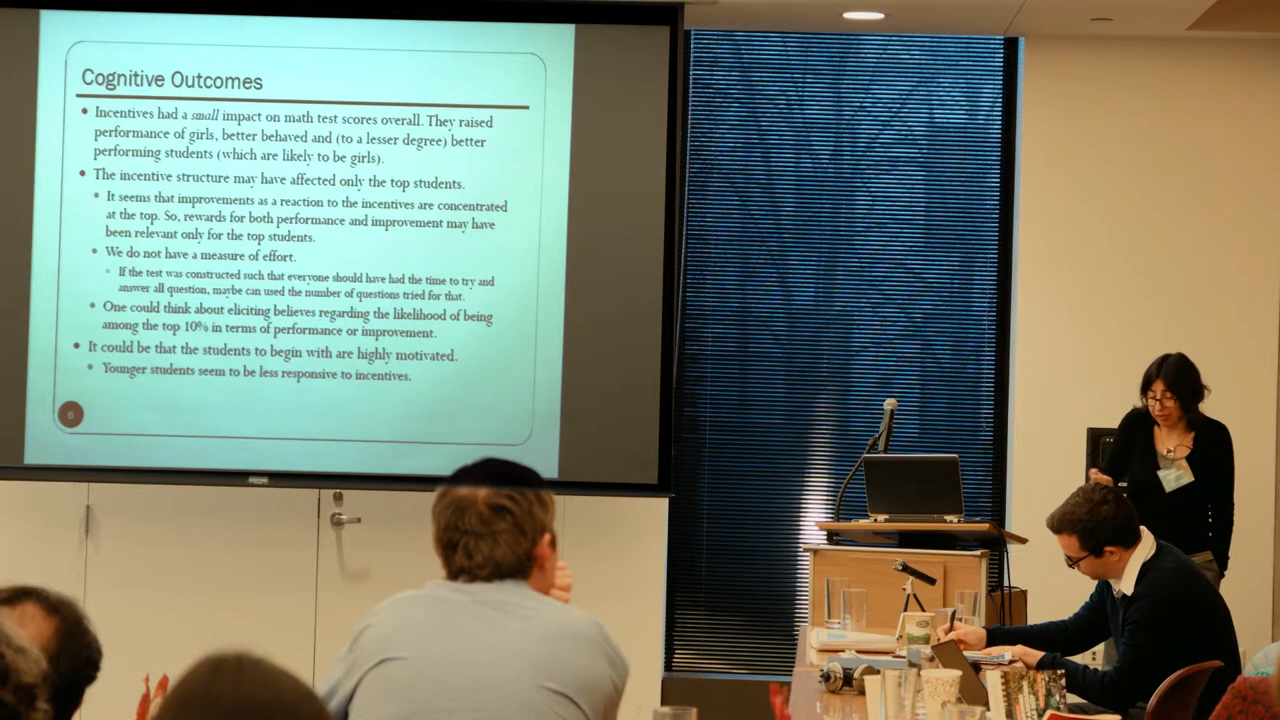 Cognitive Outcomes
• Incentives had a small impact on math test scores overall. They raised
performance of girls, better behaved and (to a lesser degree) better
performing students (which are likely to be girls).
• The incentive structure may have affected only the top students.
• It seems that improvements as a reaction to the incentives are concentrated
at the top. So, rewards for both performance and improvement may have
been relevant only for the top students.
• We do not have a measure of effort.
• If the test was constructed such that everyone should have had the time to try and
answer all question, maybe can used the number of questions tried for that.
• One could think about eliciting believes regarding the likelihood of being
among the top 10% in terms of performance or improvement.
• It could be that the students to begin with are highly motivated.
• Younger students seem to be less responsive to incentives.
6